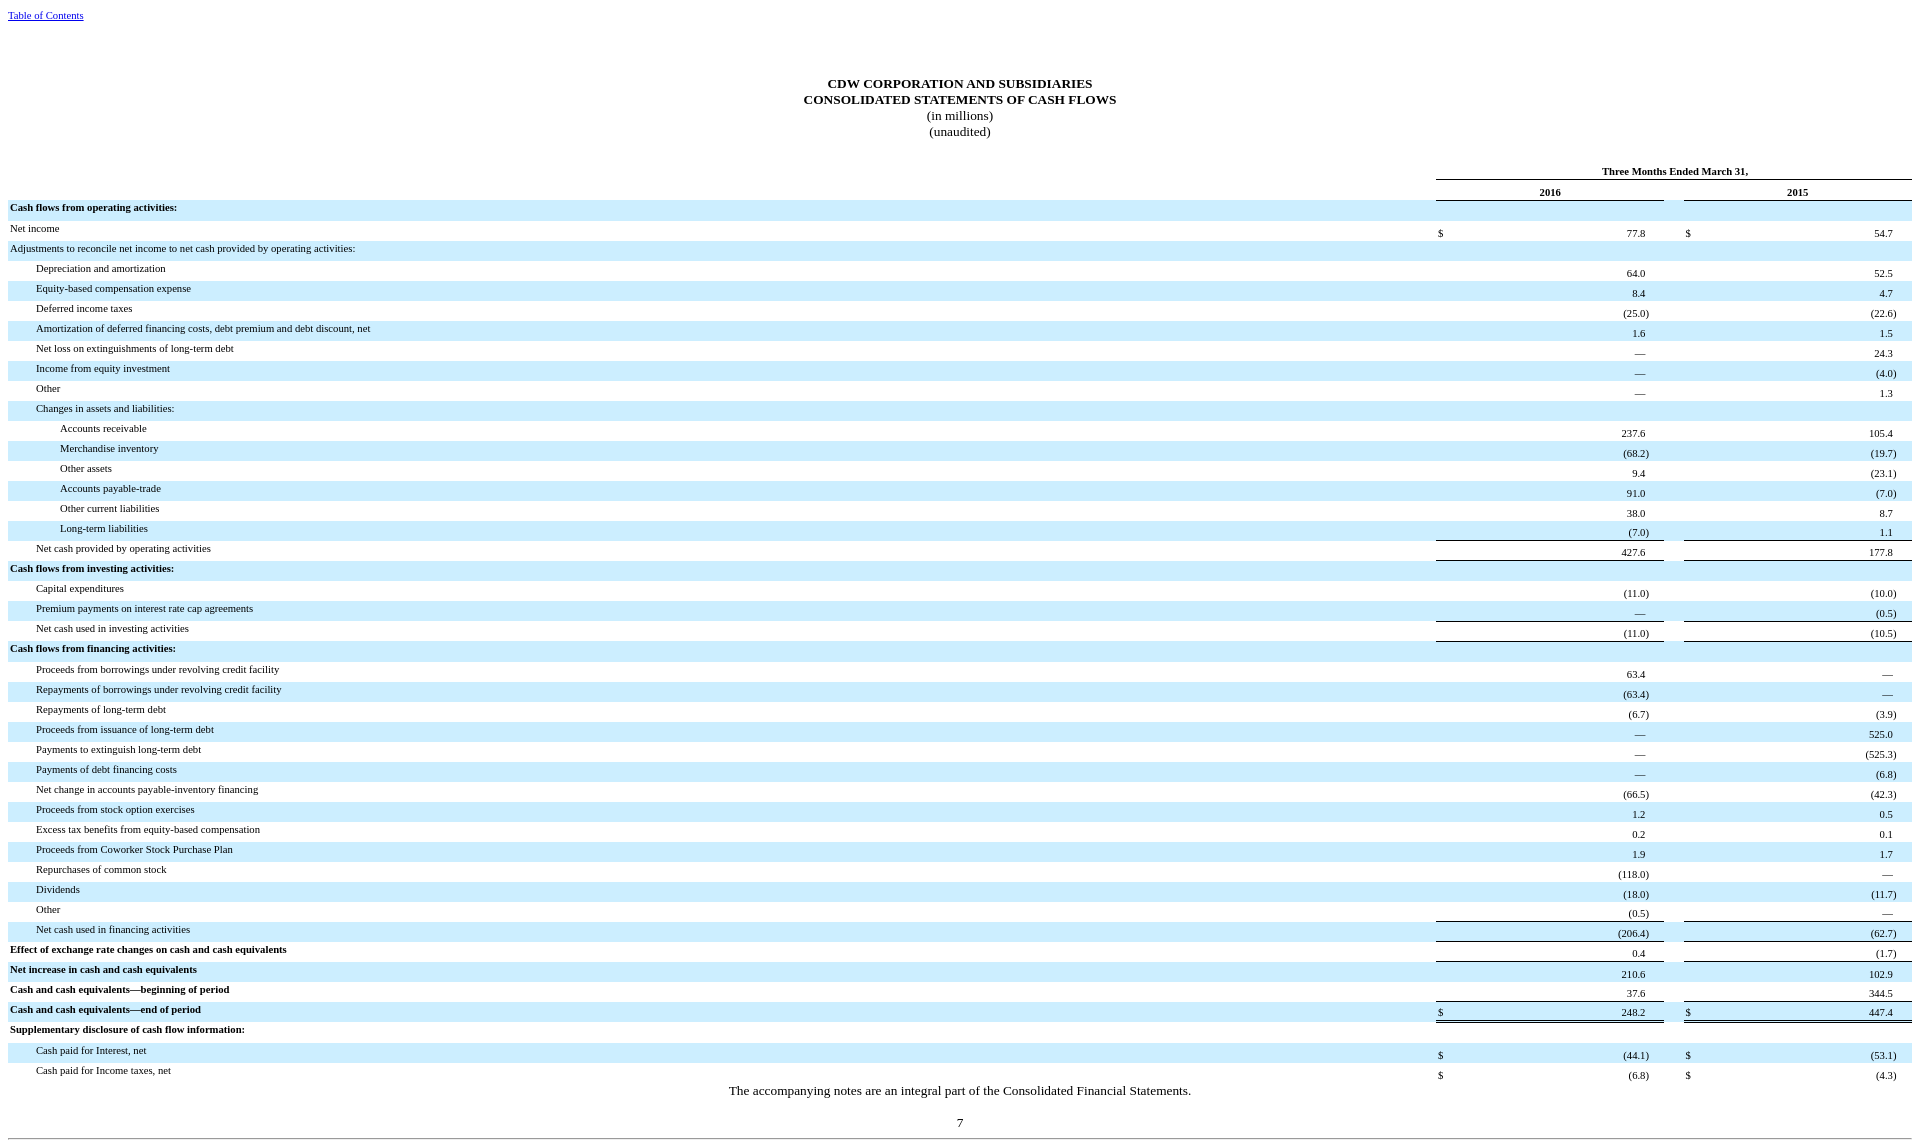 Table of Contents
CDW CORPORATION AND SUBSIDIARIES
CONSOLIDATED STATEMENTS OF CASH FLOWS
(in millions)
(unaudited)
Three Months Ended March 31,
2016 2015
Cash flows from operating activities:
Net income $ 77.8 $ 54.7
Adjustments to reconcile net income to net cash provided by operating activities:
Depreciation and amortization 64.0 52.5
Equity-based compensation expense 8.4 4.7
Deferred income taxes (25.0) (22.6)
Amortization of deferred financing costs, debt premium and debt discount, net 1.6 1.5
Net loss on extinguishments of long-term debt — 24.3
Income from equity investment — (4.0)
Other — 1.3
Changes in assets and liabilities:
Accounts receivable 237.6 105.4
Merchandise inventory (68.2) (19.7)
Other assets 9.4 (23.1)
Accounts payable-trade 91.0 (7.0)
Other current liabilities 38.0 8.7
Long-term liabilities (7.0) 1.1
Net cash provided by operating activities 427.6 177.8
Cash flows from investing activities:
Capital expenditures (11.0) (10.0)
Premium payments on interest rate cap agreements — (0.5)
Net cash used in investing activities (11.0) (10.5)
Cash flows from financing activities:
Proceeds from borrowings under revolving credit facility 63.4 —
Repayments of borrowings under revolving credit facility (63.4) —
Repayments of long-term debt (6.7) (3.9)
Proceeds from issuance of long-term debt — 525.0
Payments to extinguish long-term debt — (525.3)
Payments of debt financing costs — (6.8)
Net change in accounts payable-inventory financing (66.5) (42.3)
Proceeds from stock option exercises 1.2 0.5
Excess tax benefits from equity-based compensation 0.2 0.1
Proceeds from Coworker Stock Purchase Plan 1.9 1.7
Repurchases of common stock (118.0) —
Dividends (18.0) (11.7)
Other (0.5) —
Net cash used in financing activities (206.4) (62.7)
Effect of exchange rate changes on cash and cash equivalents 0.4 (1.7)
Net increase in cash and cash equivalents 210.6 102.9
Cash and cash equivalents—beginning of period 37.6 344.5
Cash and cash equivalents—end of period $ 248.2 $ 447.4
Supplementary disclosure of cash flow information:
Cash paid for Interest, net $ (44.1) $ (53.1)
Cash paid for Income taxes, net $ (6.8) $ (4.3)
The accompanying notes are an integral part of the Consolidated Financial Statements.
7